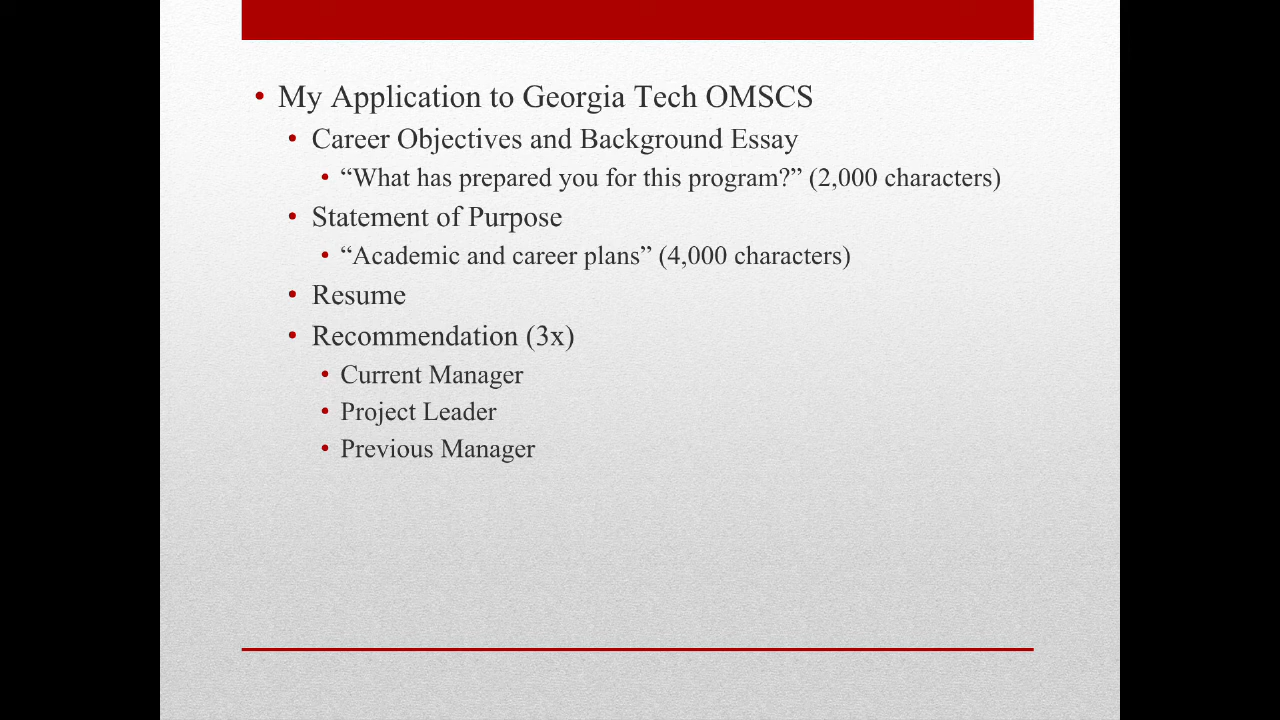 • My Application to Georgia Tech OMSCS
• Career Objectives and Background Essay
• “What has prepared you for this program?” (2,000 characters)
• Statement of Purpose
• “Academic and career plans” (4,000 characters)
• Resume
• Recommendation (3x)
• Current Manager
• Project Leader
• Previous Manager